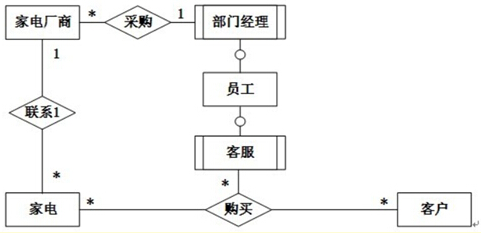 家电厂商 * 采购 1 部门经理
1
员工
联系1
客服
* *
家电 * 购买 * 客户